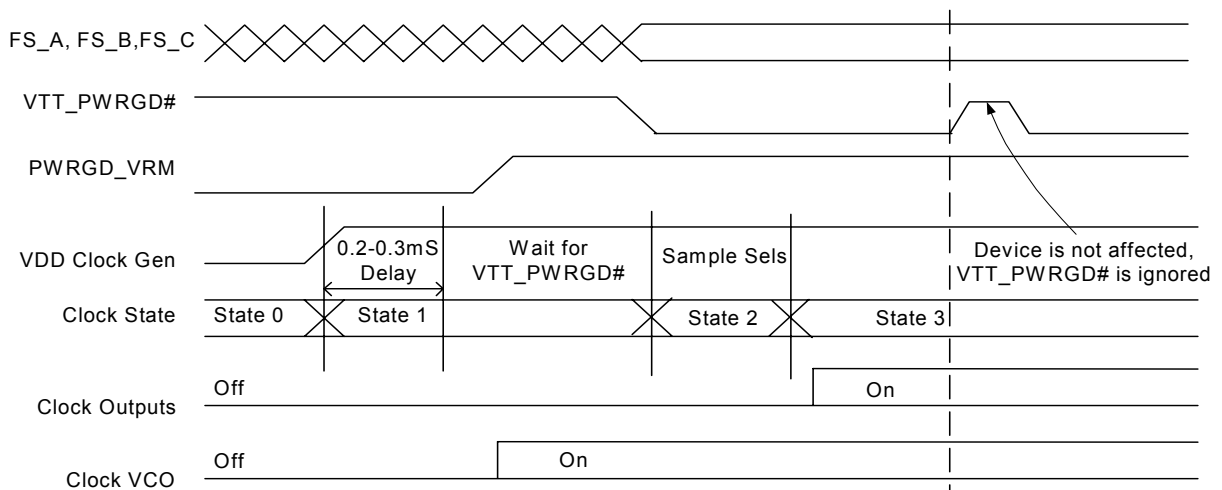 FS_A, FS_B,FS_C
VTT_PWRGD#
PWRGD_VRM
VDD Clock Gen
0.2-0.3mS
Delay
Wait for
VTT_PWRGD#
Sample Sels
Device is not affected,
VTT_PWRGD# is ignored
Clock State
State 0
State 1
State 2
State 3
Clock Outputs
Off
On
Clock VCO
Off
On